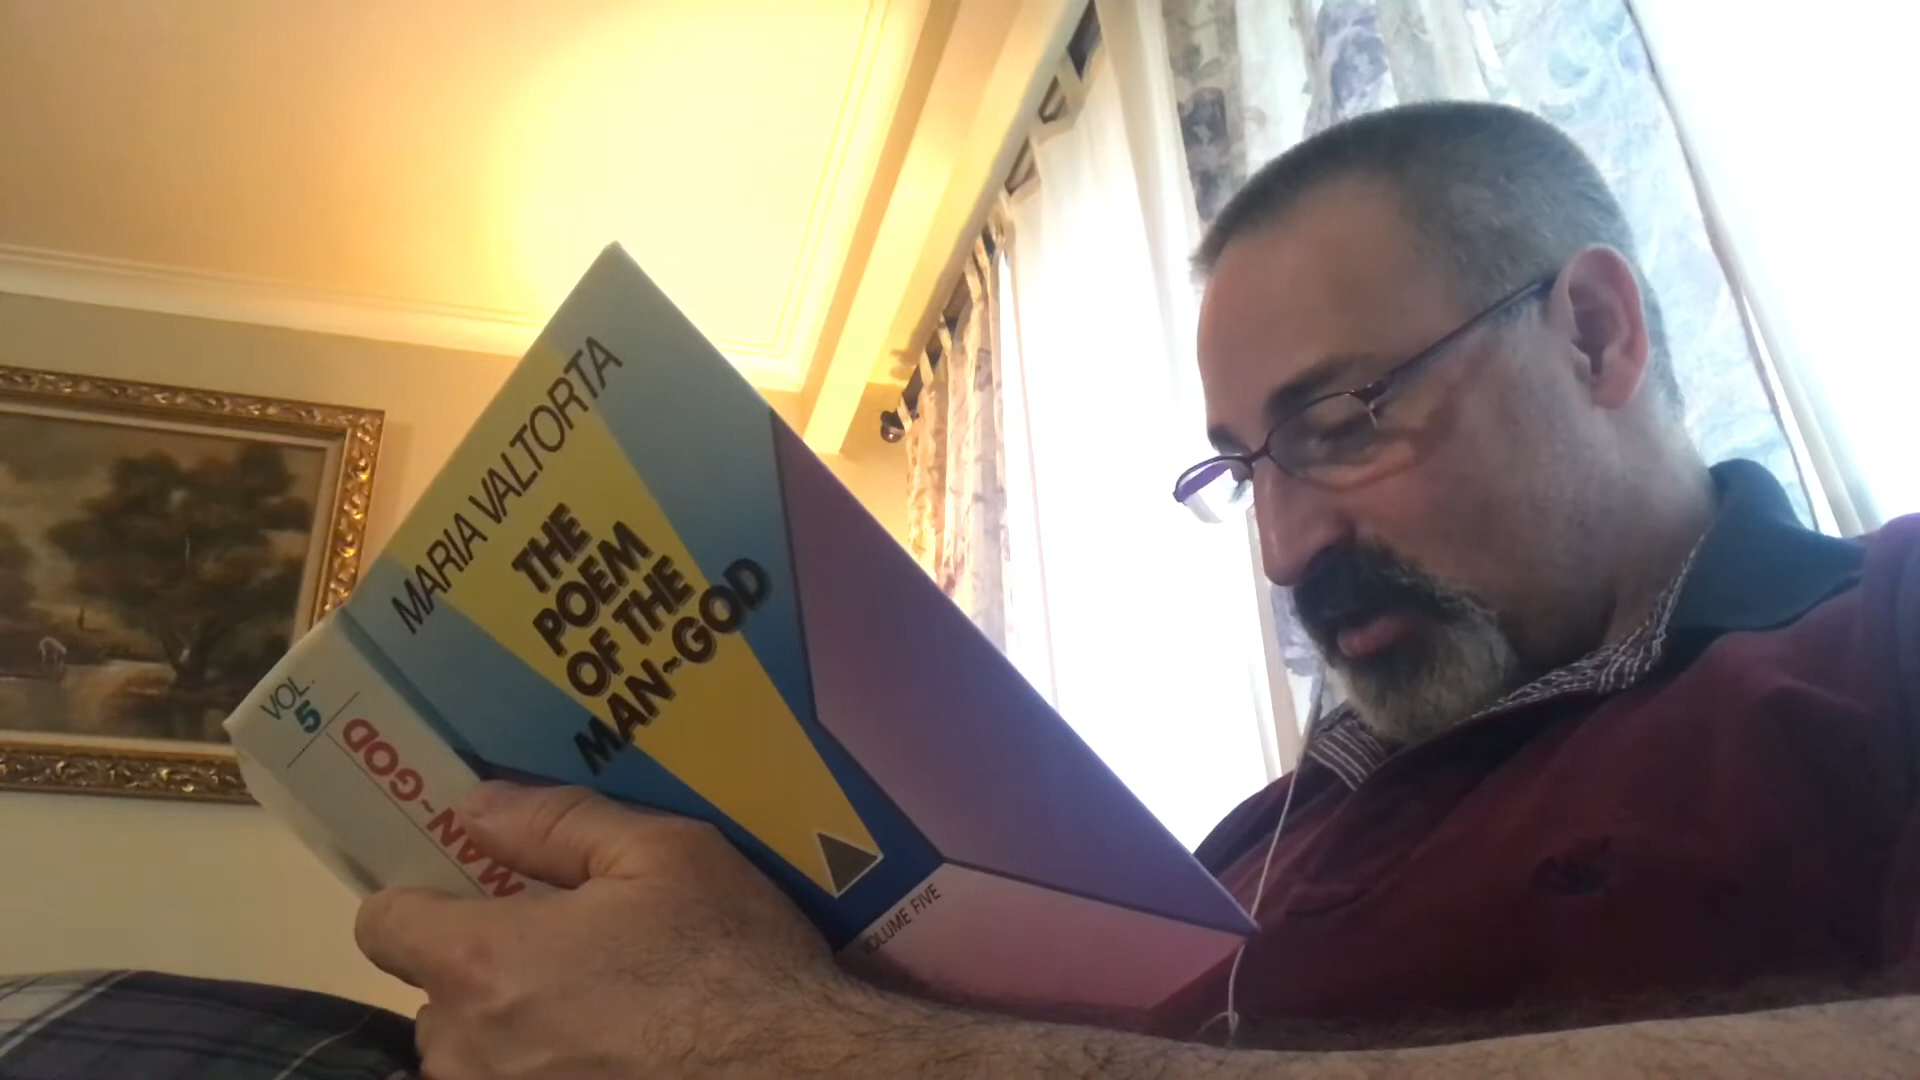 MARIA VALTORTA
THE
POEM
OF THE
MAN~GOD
VOLUME FIVE
VOL.
5
MAN~GOD